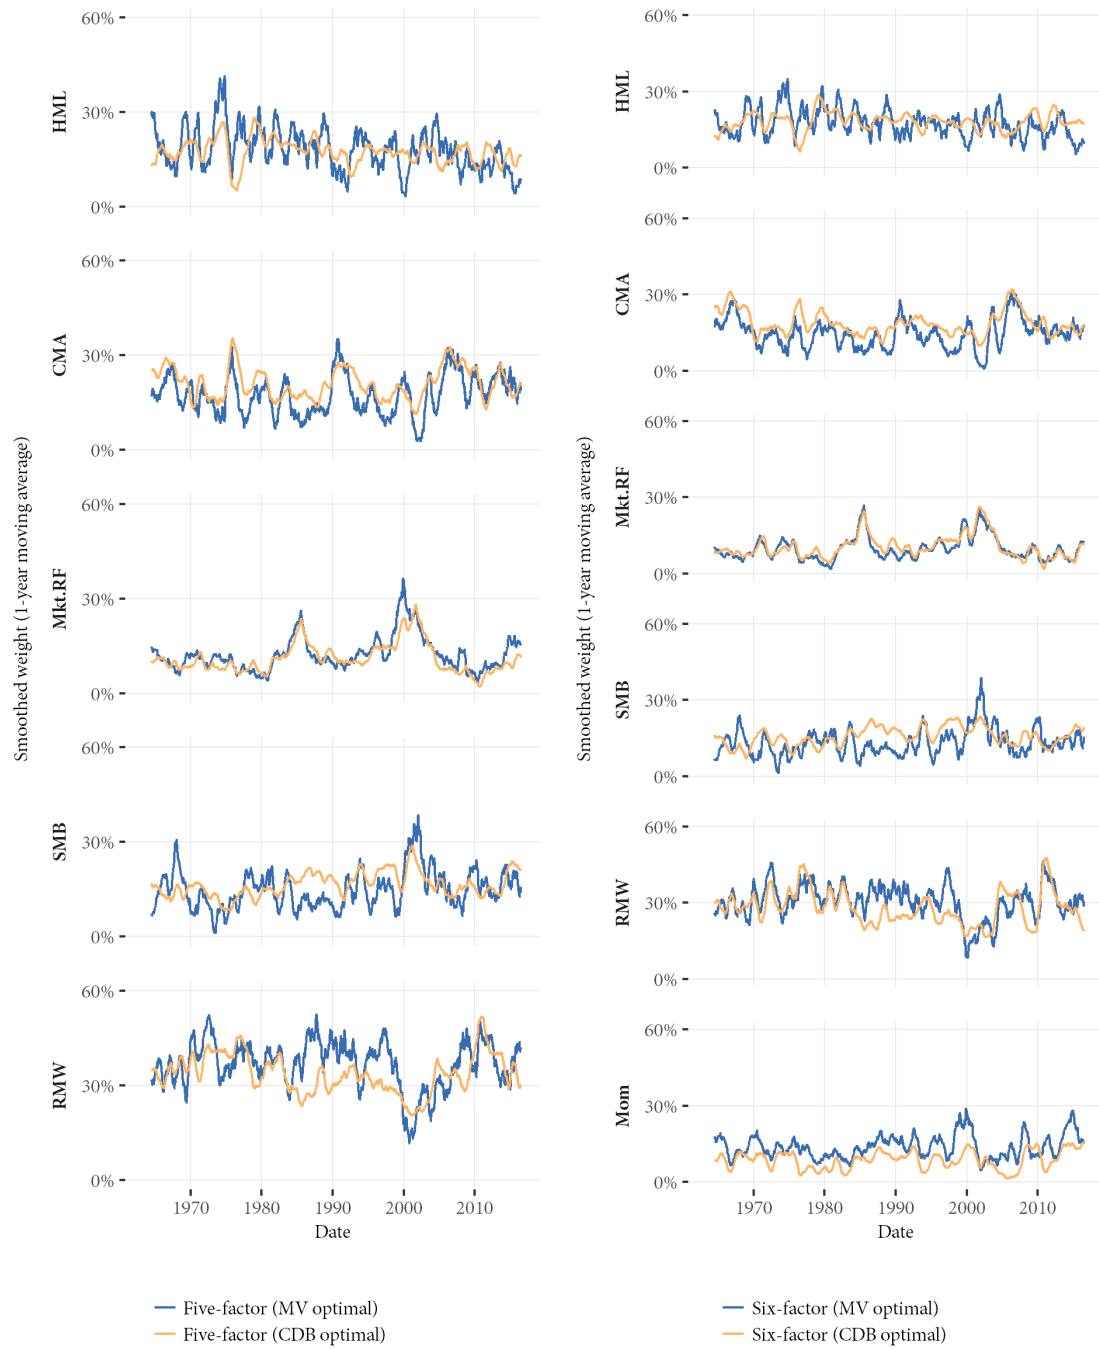 60%
30%
0%
HML
60%
30%
0%
CMA
60%
30%
0%
Mkt.RF
60%
30%
0%
SMB
60%
30%
0%
RMW
Smoothed weight (1-year moving average)
1970 1980 1990 2000 2010
Date
Five-factor (MV optimal)
Five-factor (CDB optimal)
60%
30%
0%
HML
60%
30%
0%
CMA
60%
30%
0%
Mkt.RF
60%
30%
0%
SMB
60%
30%
0%
RMW
60%
30%
0%
Mom
Smoothed weight (1-year moving average)
1970 1980 1990 2000 2010
Date
Six-factor (MV optimal)
Six-factor (CDB optimal)